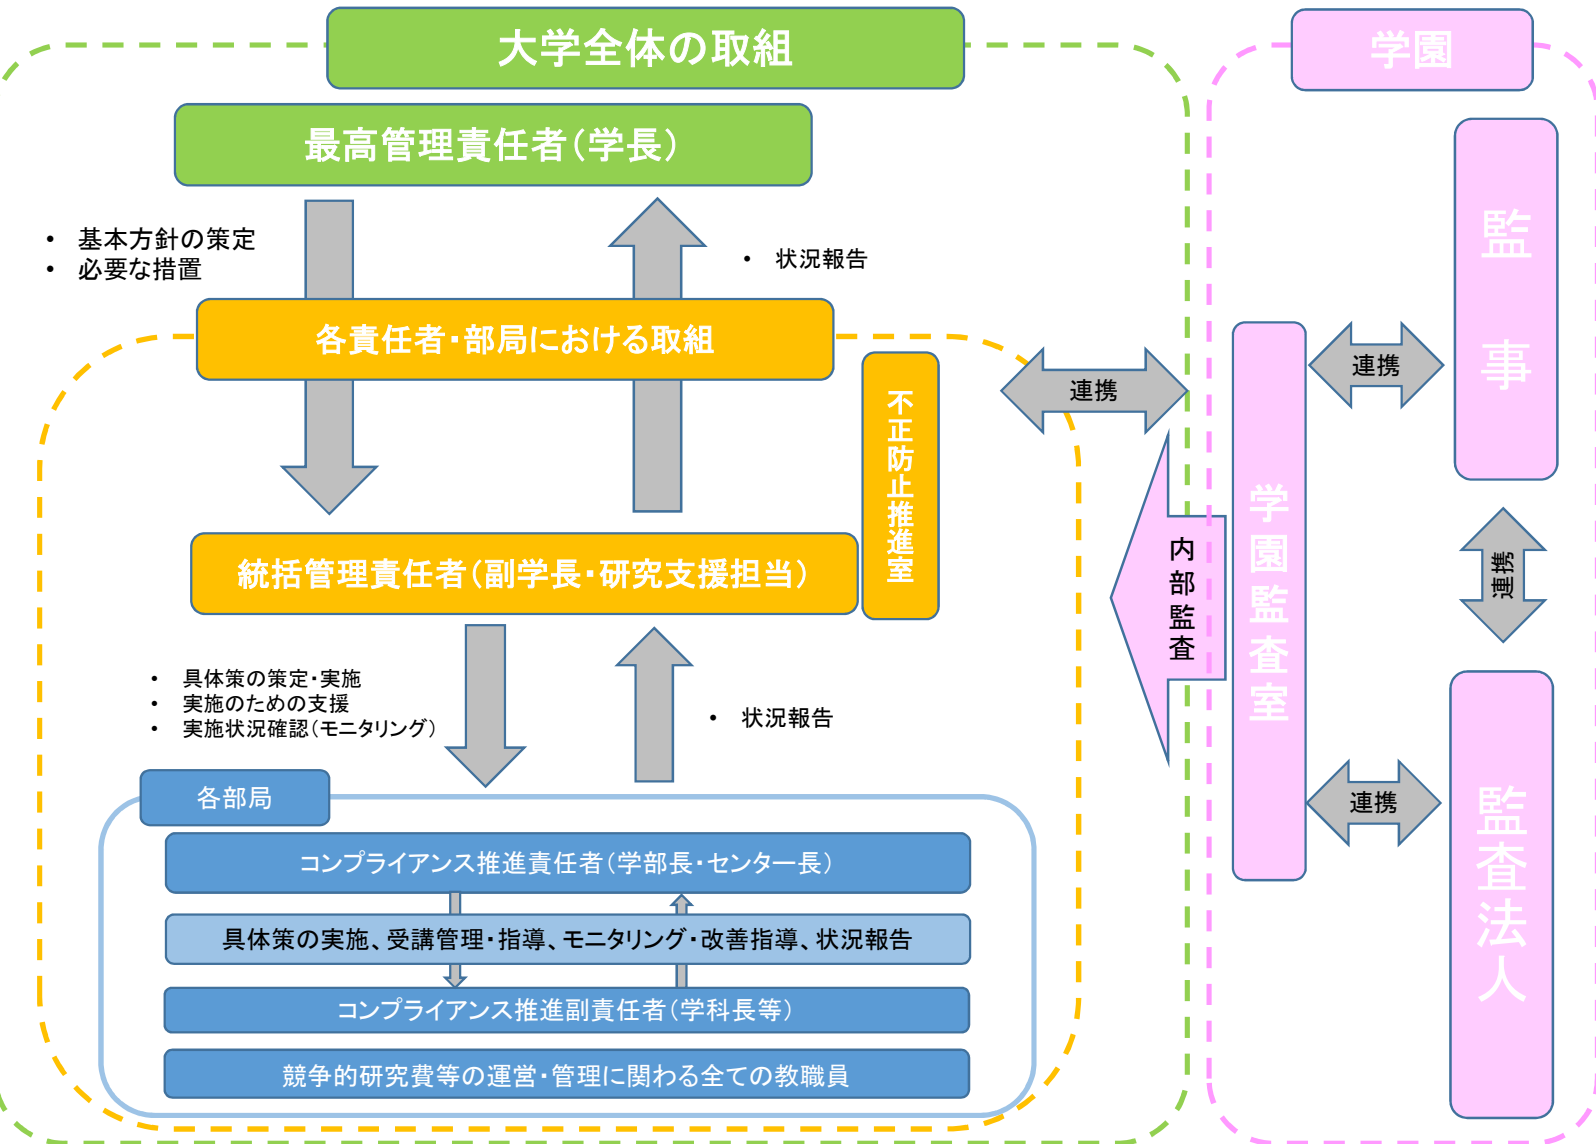 大学全体の取組
最高管理責任者（学長）
• 基本方針の策定
• 必要な措置
• 状況報告
各責任者・部局における取組
不正防止推進室
統括管理責任者（副学長・研究支援担当）
• 具体策の策定・実施
• 実施のための支援
• 実施状況確認（モニタリング）
• 状況報告
各部局
コンプライアンス推進責任者（学部長・センター長）
具体策の実施、受講管理・指導、モニタリング・改善指導、状況報告
コンプライアンス推進副責任者（学科長等）
競争的研究費等の運営・管理に関わる全ての教職員
連携
内部監査
学園
学園監査室
連携
監事
連携
連携
監査法人